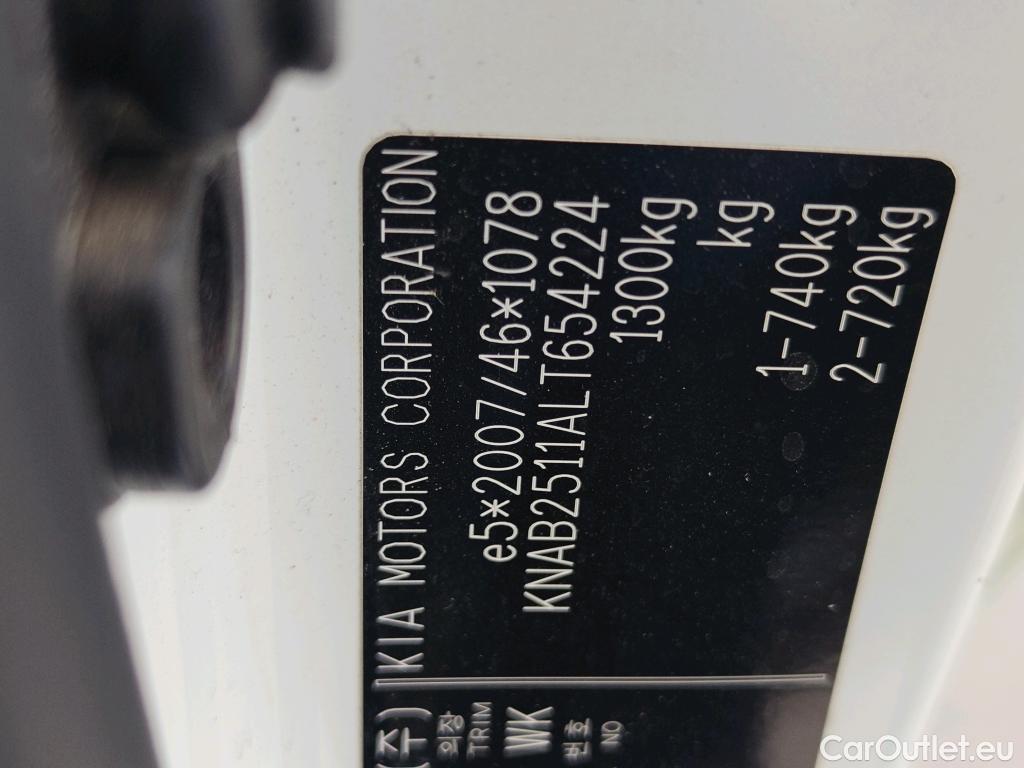 (주)KIA MOTORS CORPORATION
e5*2007/46*1078
KNAB2511ALT654224
1300kg
kg
1-740kg
2-720kg
의장
TRIM
WK
번호
NO
CarOutlet.eu